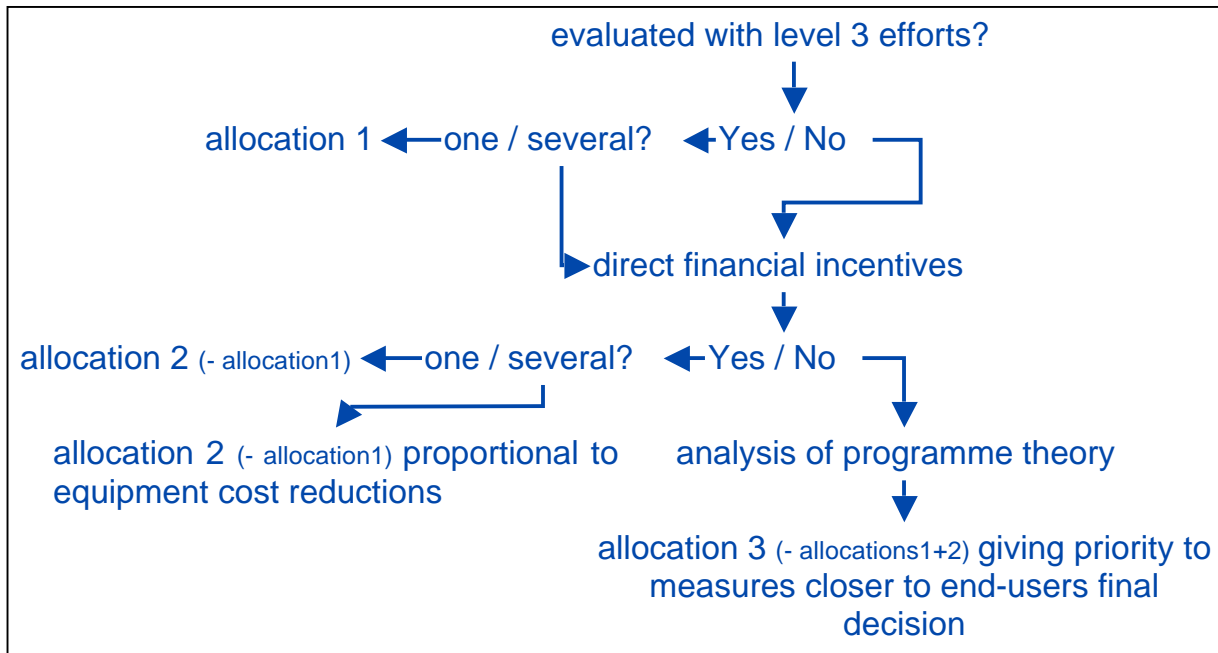 evaluated with level 3 efforts?
allocation 1
one / several?
Yes / No
direct financial incentives
allocation 2 (- allocation1)
one / several?
Yes / No
allocation 2 (- allocation1) proportional to
equipment cost reductions
analysis of programme theory
allocation 3 (- allocations1+2) giving priority to
measures closer to end-users final
decision